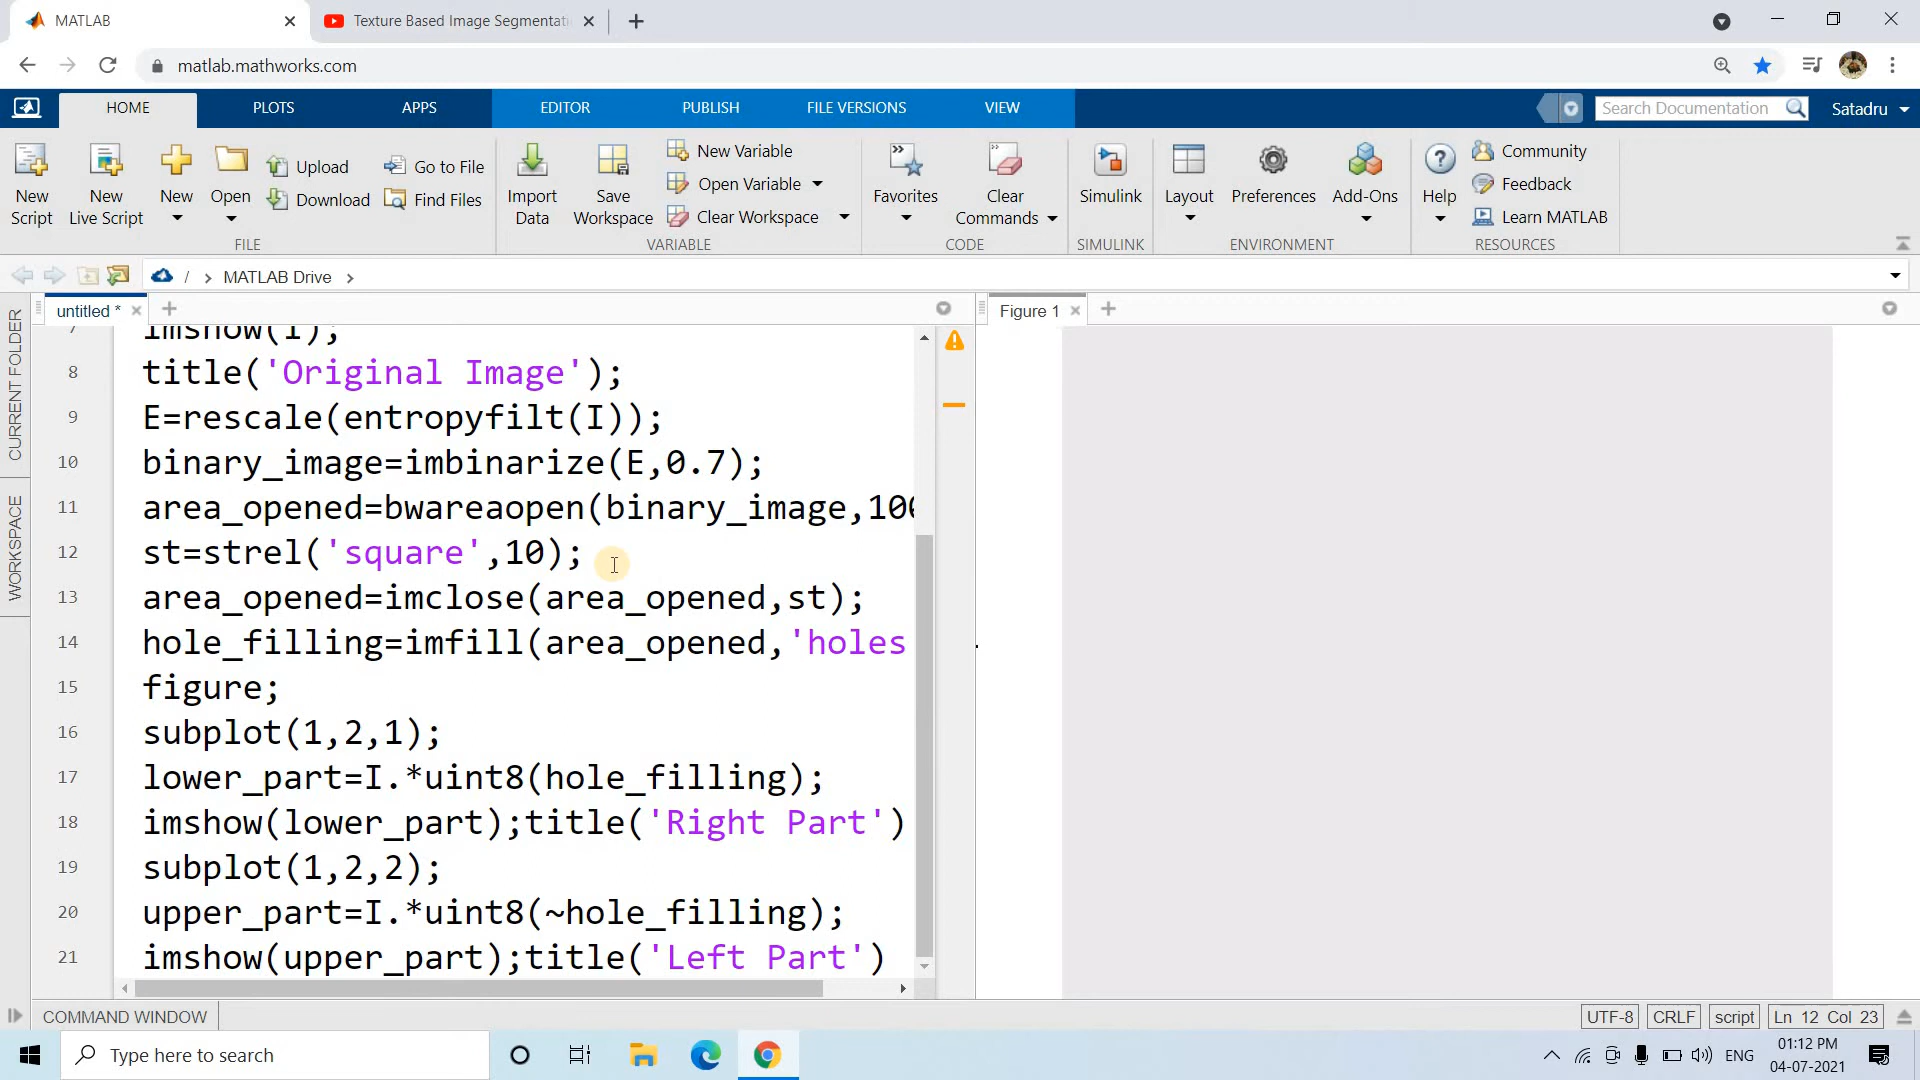 MATLAB
Texture Based Image Segmentati
matlab.mathworks.com
HOME PLOTS APPS EDITOR PUBLISH FILE VERSIONS VIEW Search Documentation Satadru
New Script
New Live Script
New
Open
Upload
Download
Go to File
Find Files
FILE
Import Data
Save Workspace
New Variable
Open Variable
Clear Workspace
VARIABLE
Favorites
Clear Commands
CODE
Simulink
SIMULINK
Layout
Preferences
Add-Ons
ENVIRONMENT
Help
Community
Feedback
Learn MATLAB
RESOURCES
/ > MATLAB Drive >
CURRENT FOLDER
WORKSPACE
untitled *
Figure 1
7 imshow(I);
8 title('Original Image');
9 E=rescale(entropyfilt(I));
10 binary_image=imbinarize(E,0.7);
11 area_opened=bwareaopen(binary_image,100
12 st=strel('square',10);
13 area_opened=imclose(area_opened,st);
14 hole_filling=imfill(area_opened,'holes
15 figure;
16 subplot(1,2,1);
17 lower_part=I.*uint8(hole_filling);
18 imshow(lower_part);title('Right Part')
19 subplot(1,2,2);
20 upper_part=I.*uint8(~hole_filling);
21 imshow(upper_part);title('Left Part')
COMMAND WINDOW
UTF-8 CRLF script Ln 12 Col 23
Type here to search
ENG
01:12 PM
04-07-2021